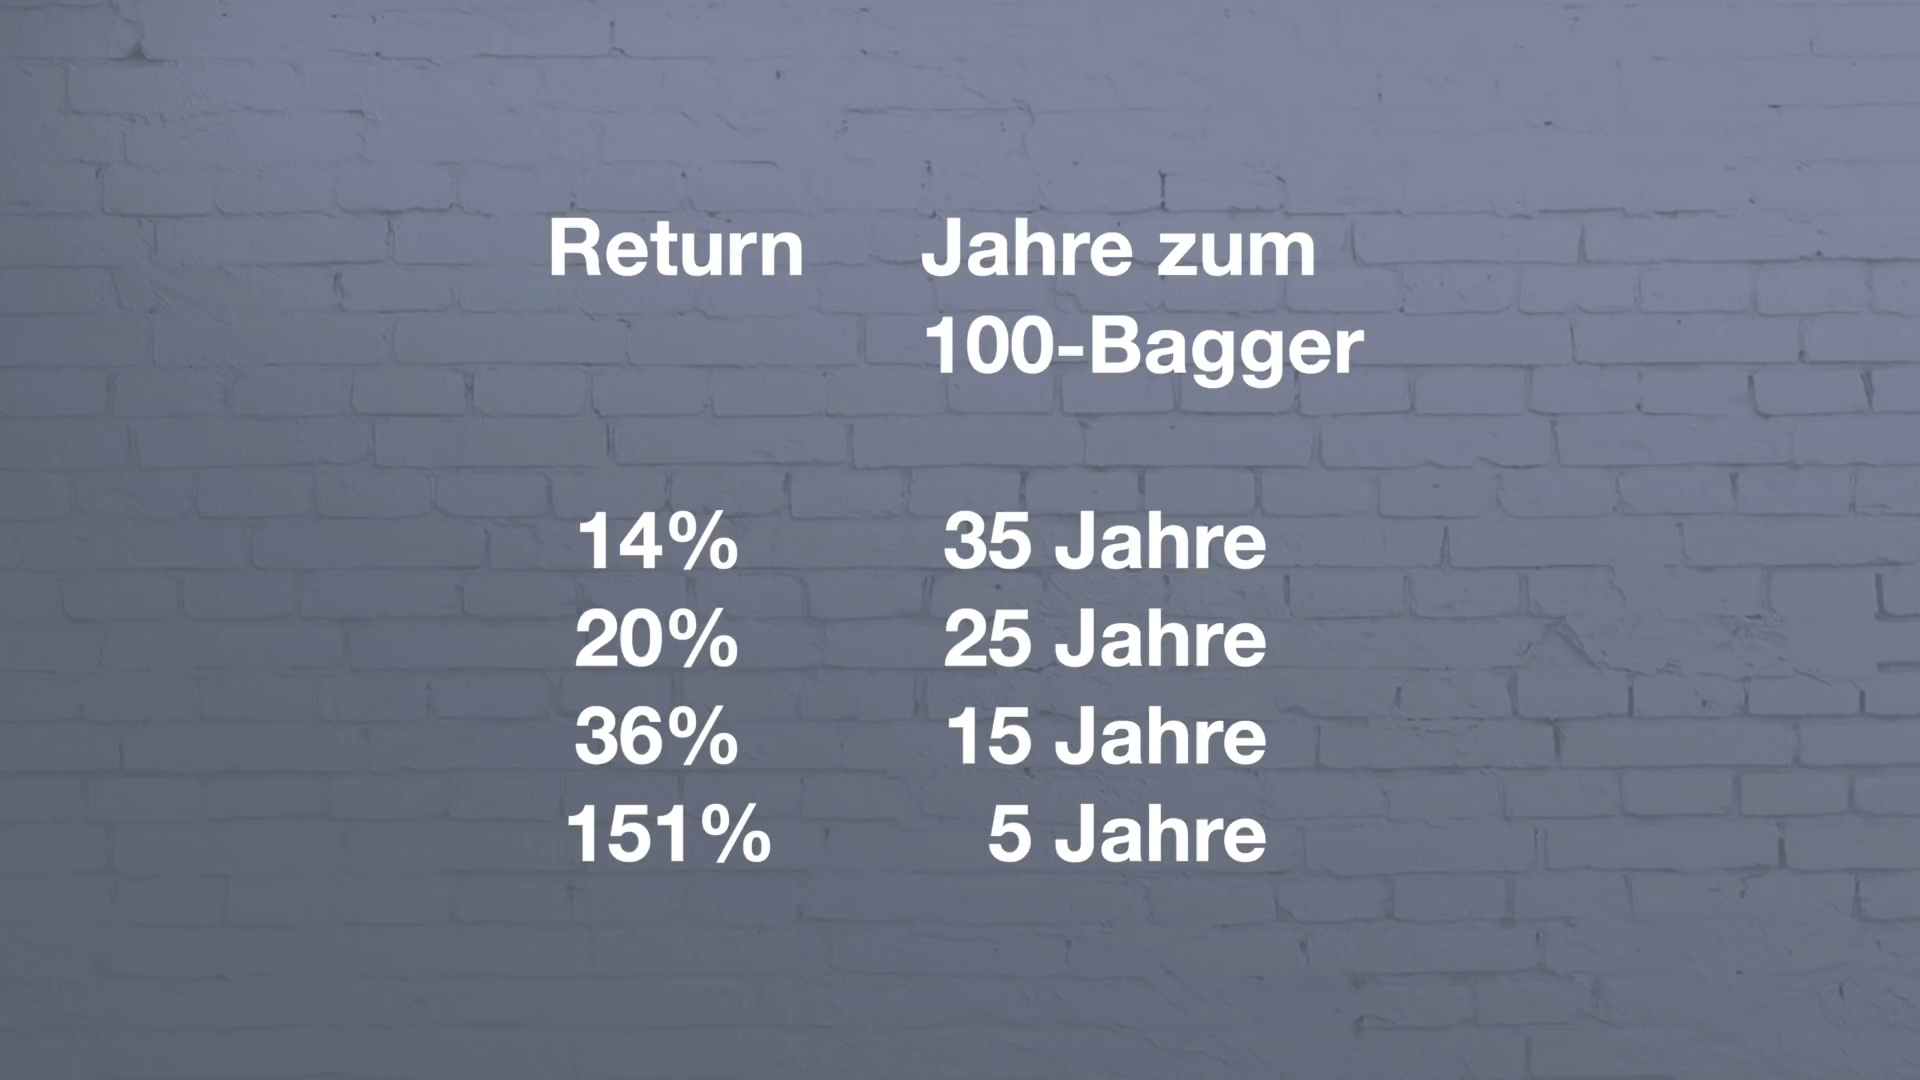 Return Jahre zum
100-Bagger
14% 35 Jahre
20% 25 Jahre
36% 15 Jahre
151% 5 Jahre